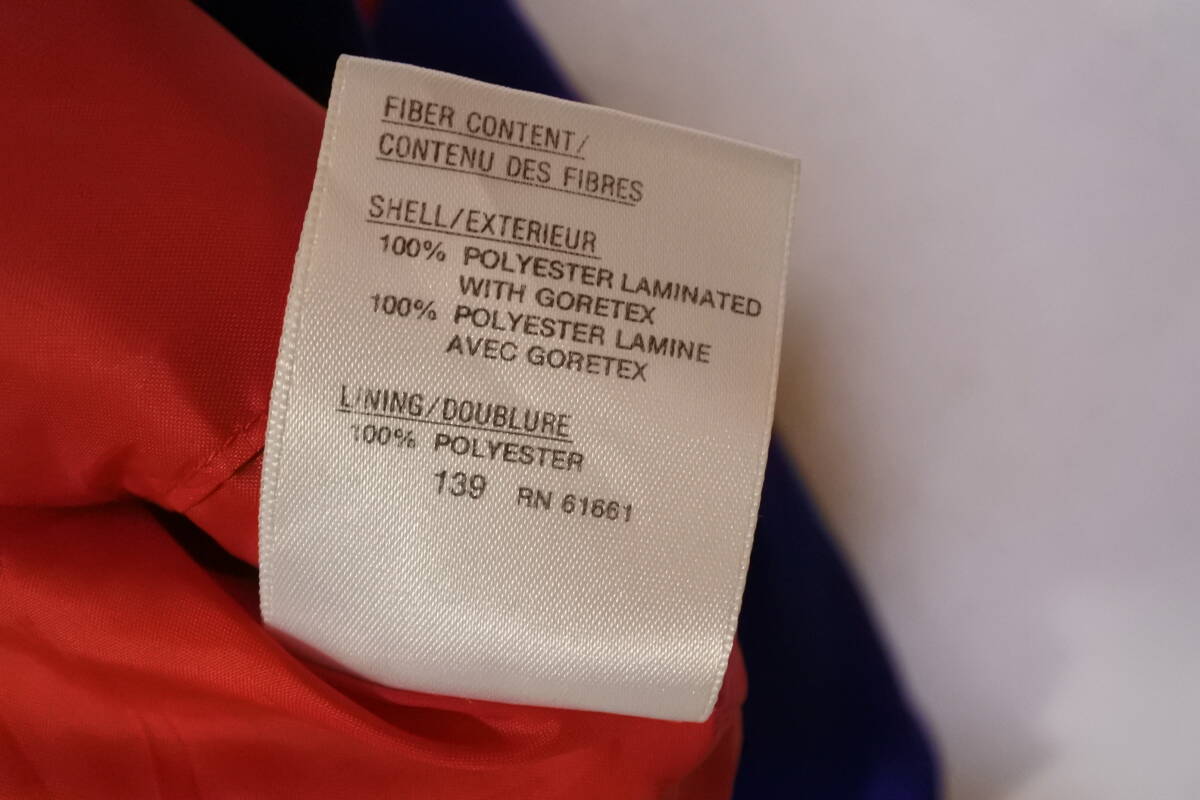 FIBER CONTENT/
CONTENU DES FIBRES
SHELL/EXTERIEUR
100% POLYESTER LAMINATED
WITH GORETEX
100% POLYESTER LAMINE
AVEC GORETEX
LINING/DOUBLURE
100% POLYESTER
139 RN 61661